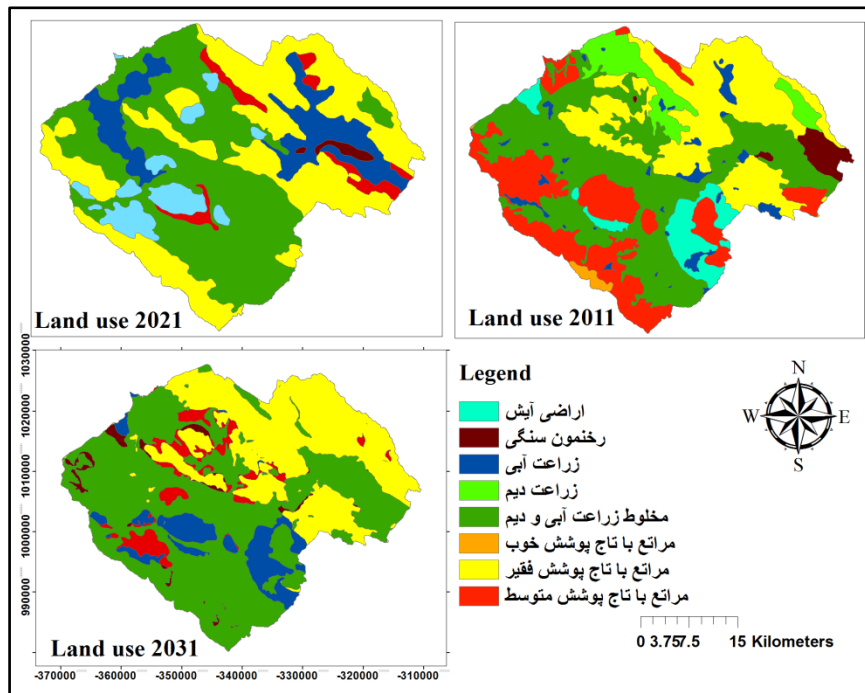 Land use 2021
Land use 2011
1030000
1020000
1010000
1000000
990000
-370000 -360000 -350000 -340000 -330000 -320000 -310000
Land use 2031
Legend
اراضی آیش
رخنمون سنگی
زراعت آبی
زراعت دیم
مخلوط زراعت آبی و دیم
مراتع با تاج پوشش خوب
مراتع با تاج پوشش فقیر
مراتع با تاج پوشش متوسط
N
W E
S
0 3.757.5 15 Kilometers